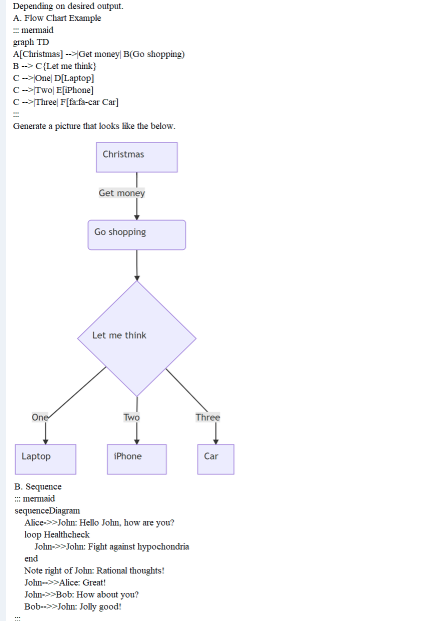 Depending on desired output.
A. Flow Chart Example
::: mermaid
graph TD
A[Christmas] -->|Get money| B(Go shopping)
B --> C{Let me think}
C -->|One| D[Laptop]
C -->|Two| E[iPhone]
C -->|Three| F[fa:fa-car Car]
:::
Generate a picture that looks like the below.
Christmas
Get money
Go shopping
Let me think
One
Two
Three
Laptop
iPhone
Car
B. Sequence
::: mermaid
sequenceDiagram
Alice->>John: Hello John, how are you?
loop Healthcheck
John->>John: Fight against hypochondria
end
Note right of John: Rational thoughts!
John-->>Alice: Great!
John->>Bob: How about you?
Bob-->>John: Jolly good!
:::